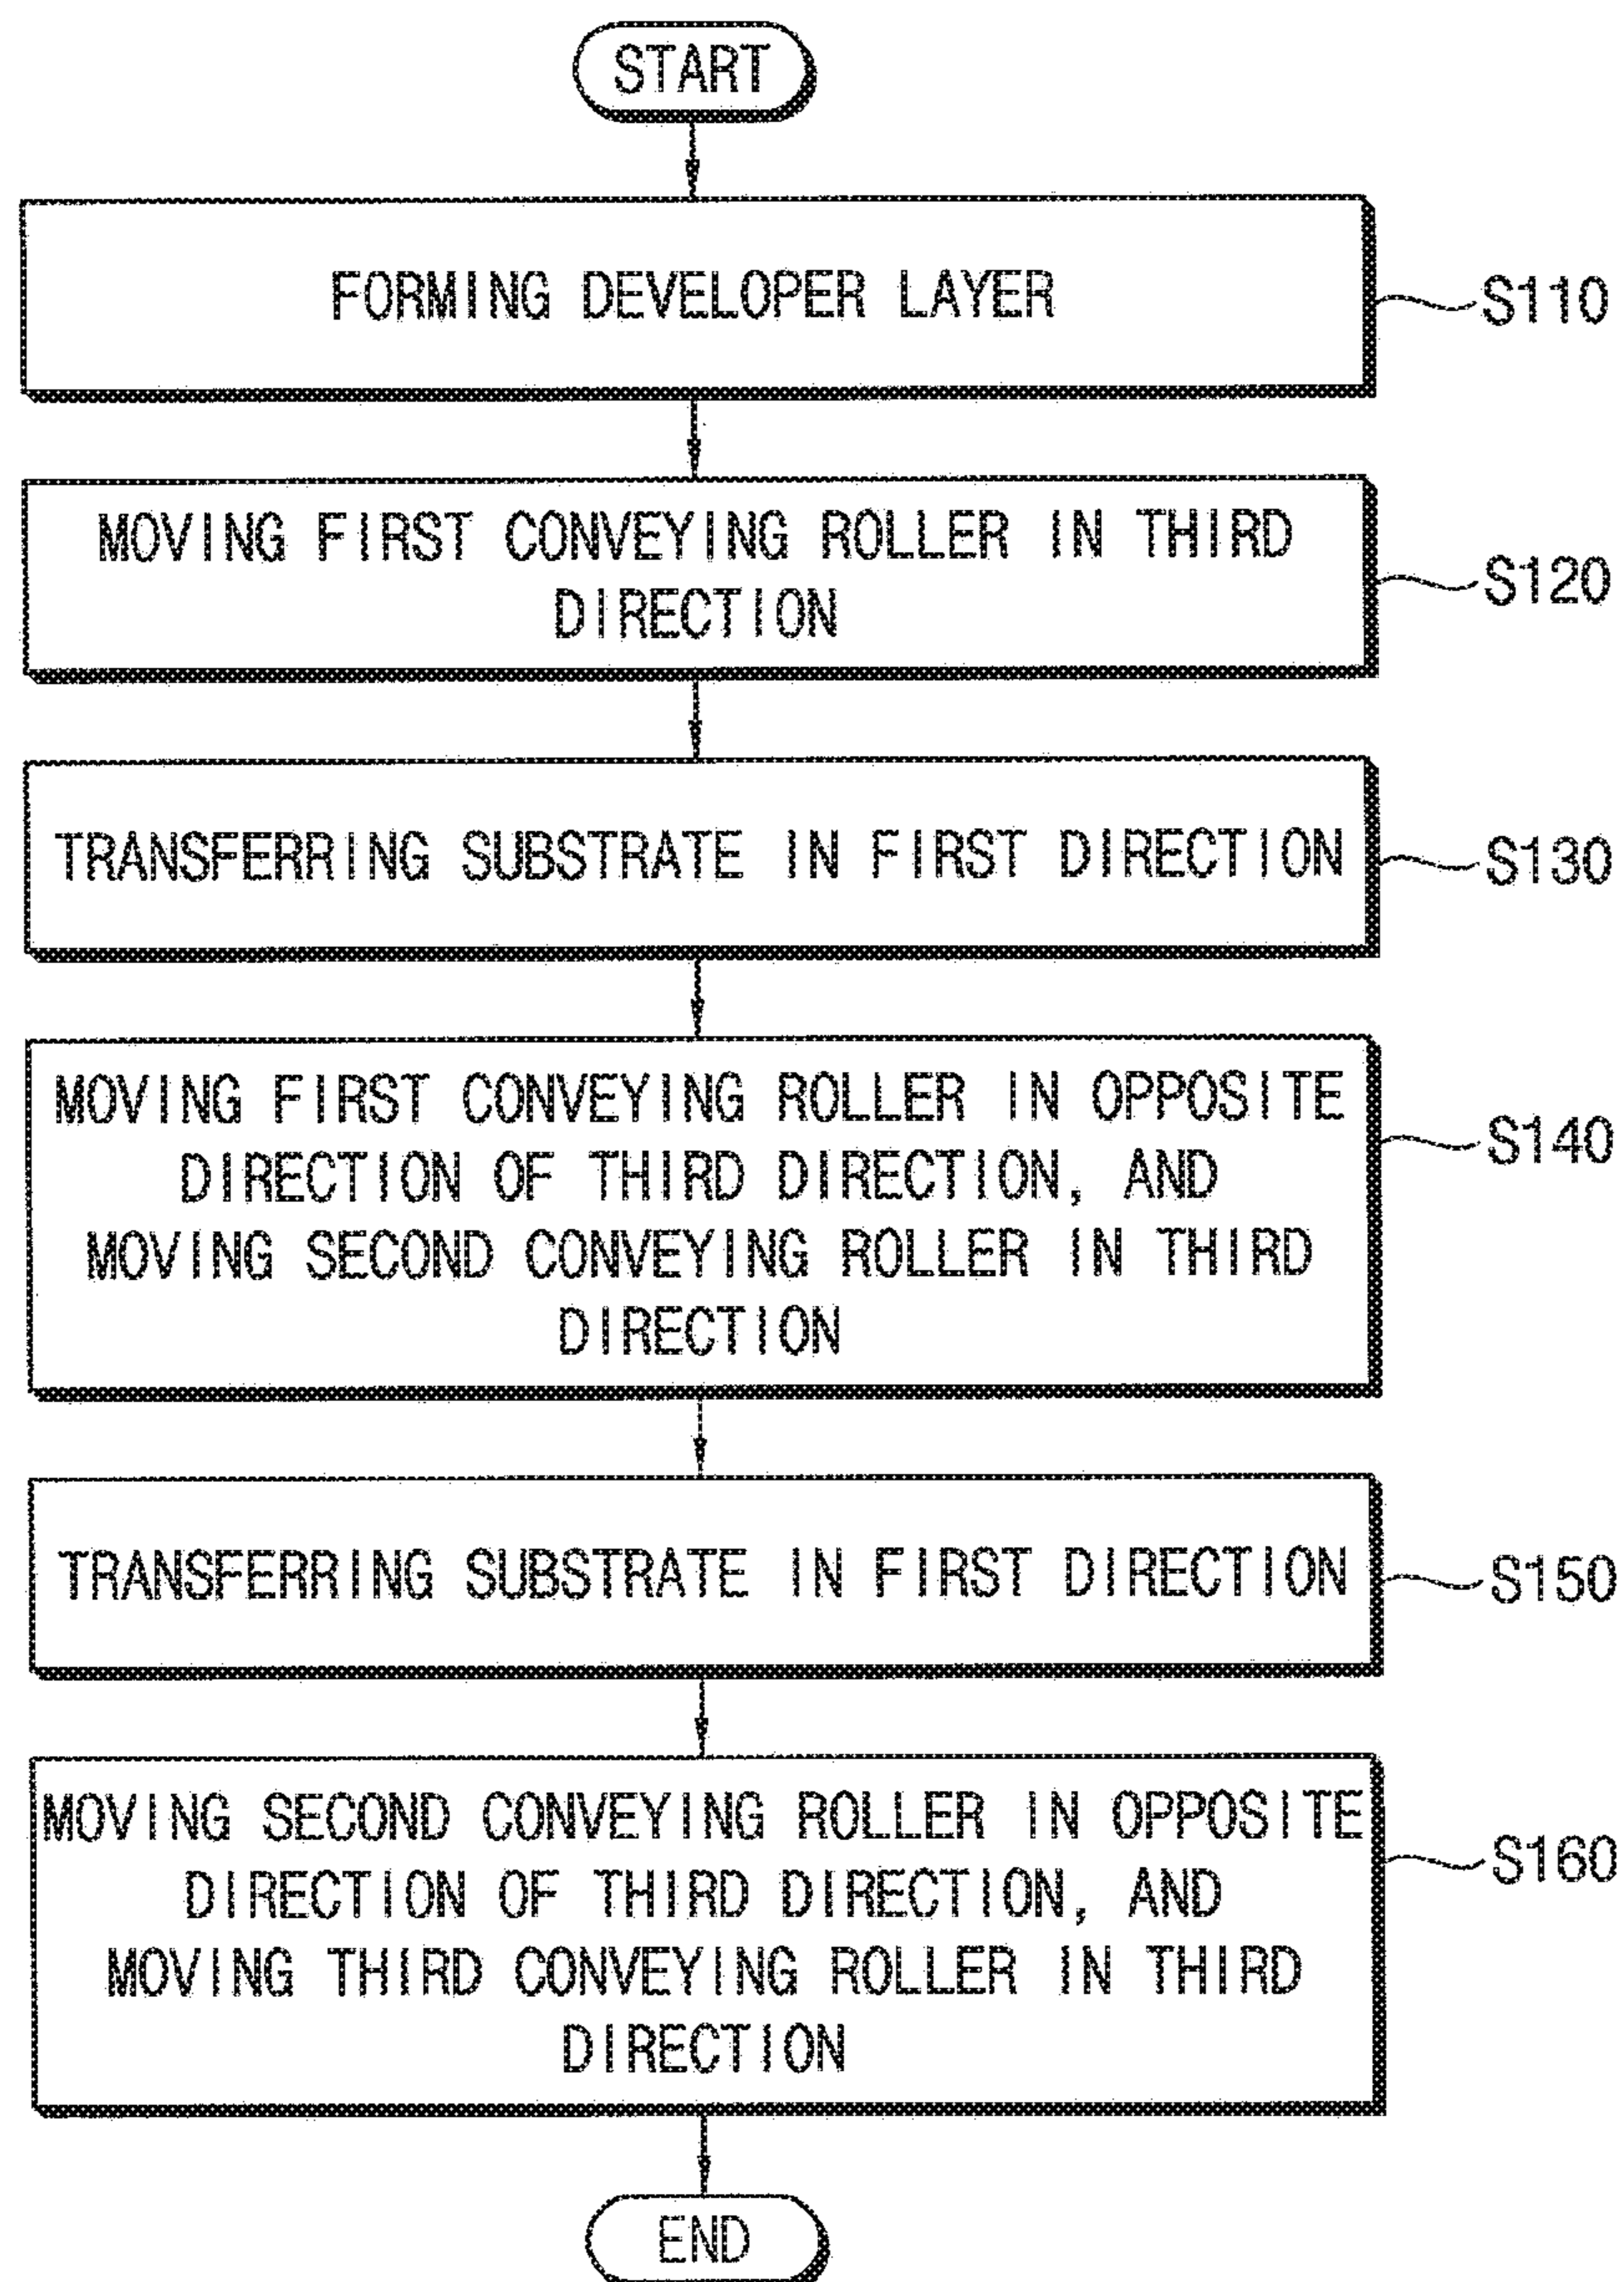 START
FORMING DEVELOPER LAYER
S110
MOVING FIRST CONVEYING ROLLER IN THIRD
DIRECTION
S120
TRANSFERRING SUBSTRATE IN FIRST DIRECTION
S130
MOVING FIRST CONVEYING ROLLER IN OPPOSITE
DIRECTION OF THIRD DIRECTION, AND
MOVING SECOND CONVEYING ROLLER IN THIRD
DIRECTION
S140
TRANSFERRING SUBSTRATE IN FIRST DIRECTION
S150
MOVING SECOND CONVEYING ROLLER IN OPPOSITE
DIRECTION OF THIRD DIRECTION, AND
MOVING THIRD CONVEYING ROLLER IN THIRD
DIRECTION
S160
END